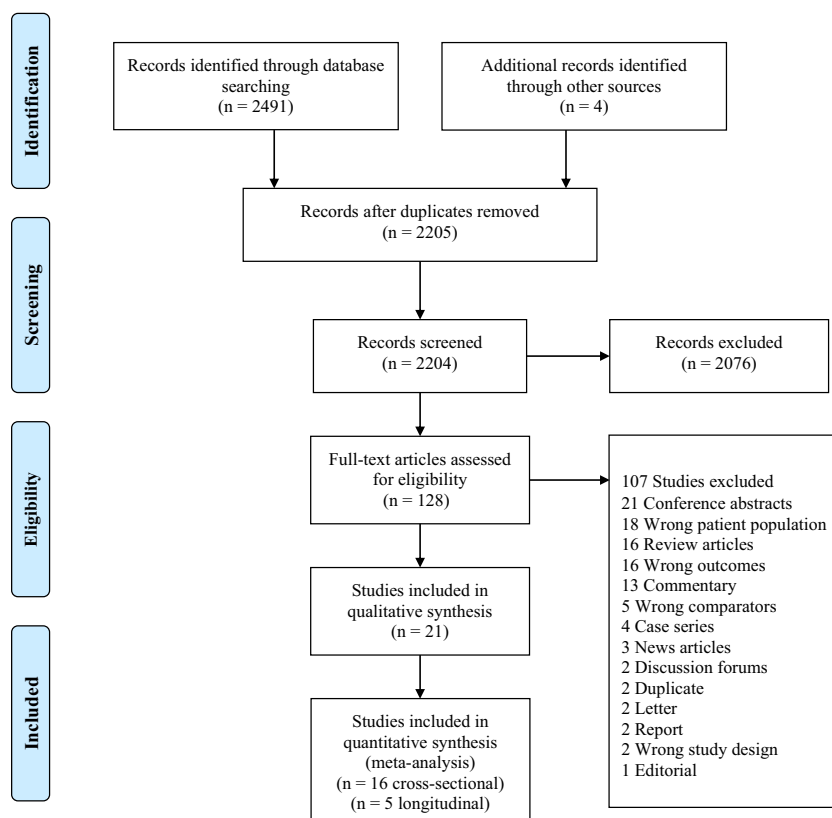 Identification
Records identified through database
searching
(n = 2491)
Additional records identified
through other sources
(n = 4)
Records after duplicates removed
(n = 2205)
Screening
Records screened
(n = 2204)
Records excluded
(n = 2076)
Eligibility
Full-text articles assessed
for eligibility
(n = 128)
107 Studies excluded
21 Conference abstracts
18 Wrong patient population
16 Review articles
16 Wrong outcomes
13 Commentary
5 Wrong comparators
4 Case series
3 News articles
2 Discussion forums
2 Duplicate
2 Letter
2 Report
2 Wrong study design
1 Editorial
Studies included in
qualitative synthesis
(n = 21)
Included
Studies included in
quantitative synthesis
(meta-analysis)
(n = 16 cross-sectional)
(n = 5 longitudinal)